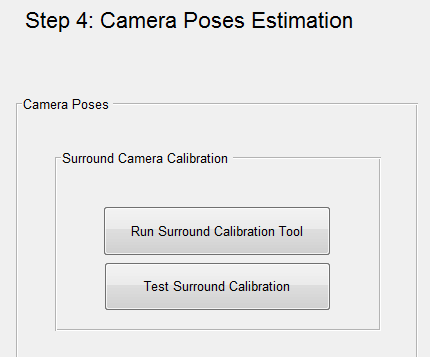 Step 4: Camera Poses Estimation
Camera Poses
Surround Camera Calibration
Run Surround Calibration Tool
Test Surround Calibration